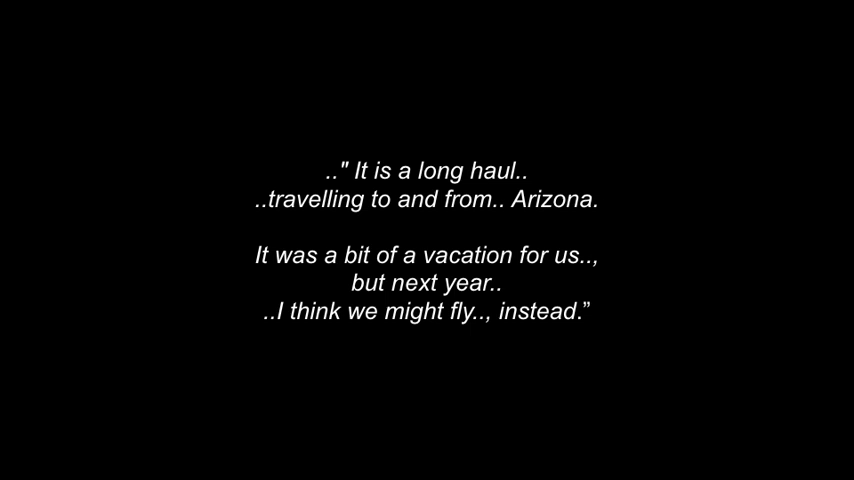 .." It is a long haul..
..travelling to and from.. Arizona.
It was a bit of a vacation for us..,
but next year..
..I think we might fly.., instead.”